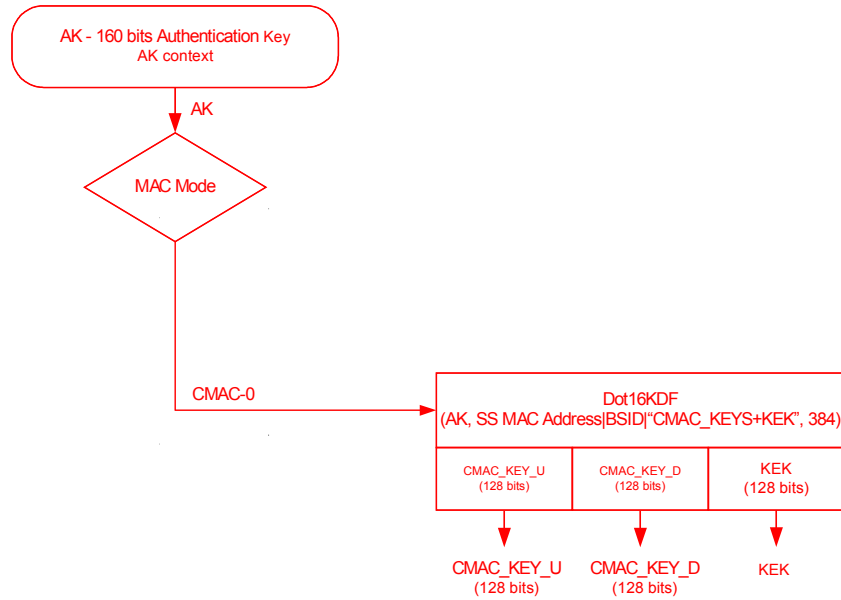 AK - 160 bits Authentication Key
AK context
AK
MAC Mode
CMAC-0
Dot16KDF
(AK, SS MAC Address|BSID|“CMAC_KEYS+KEK”, 384)
CMAC_KEY_U
(128 bits)
CMAC_KEY_D
(128 bits)
KEK
(128 bits)
CMAC_KEY_U
(128 bits)
CMAC_KEY_D
(128 bits)
KEK